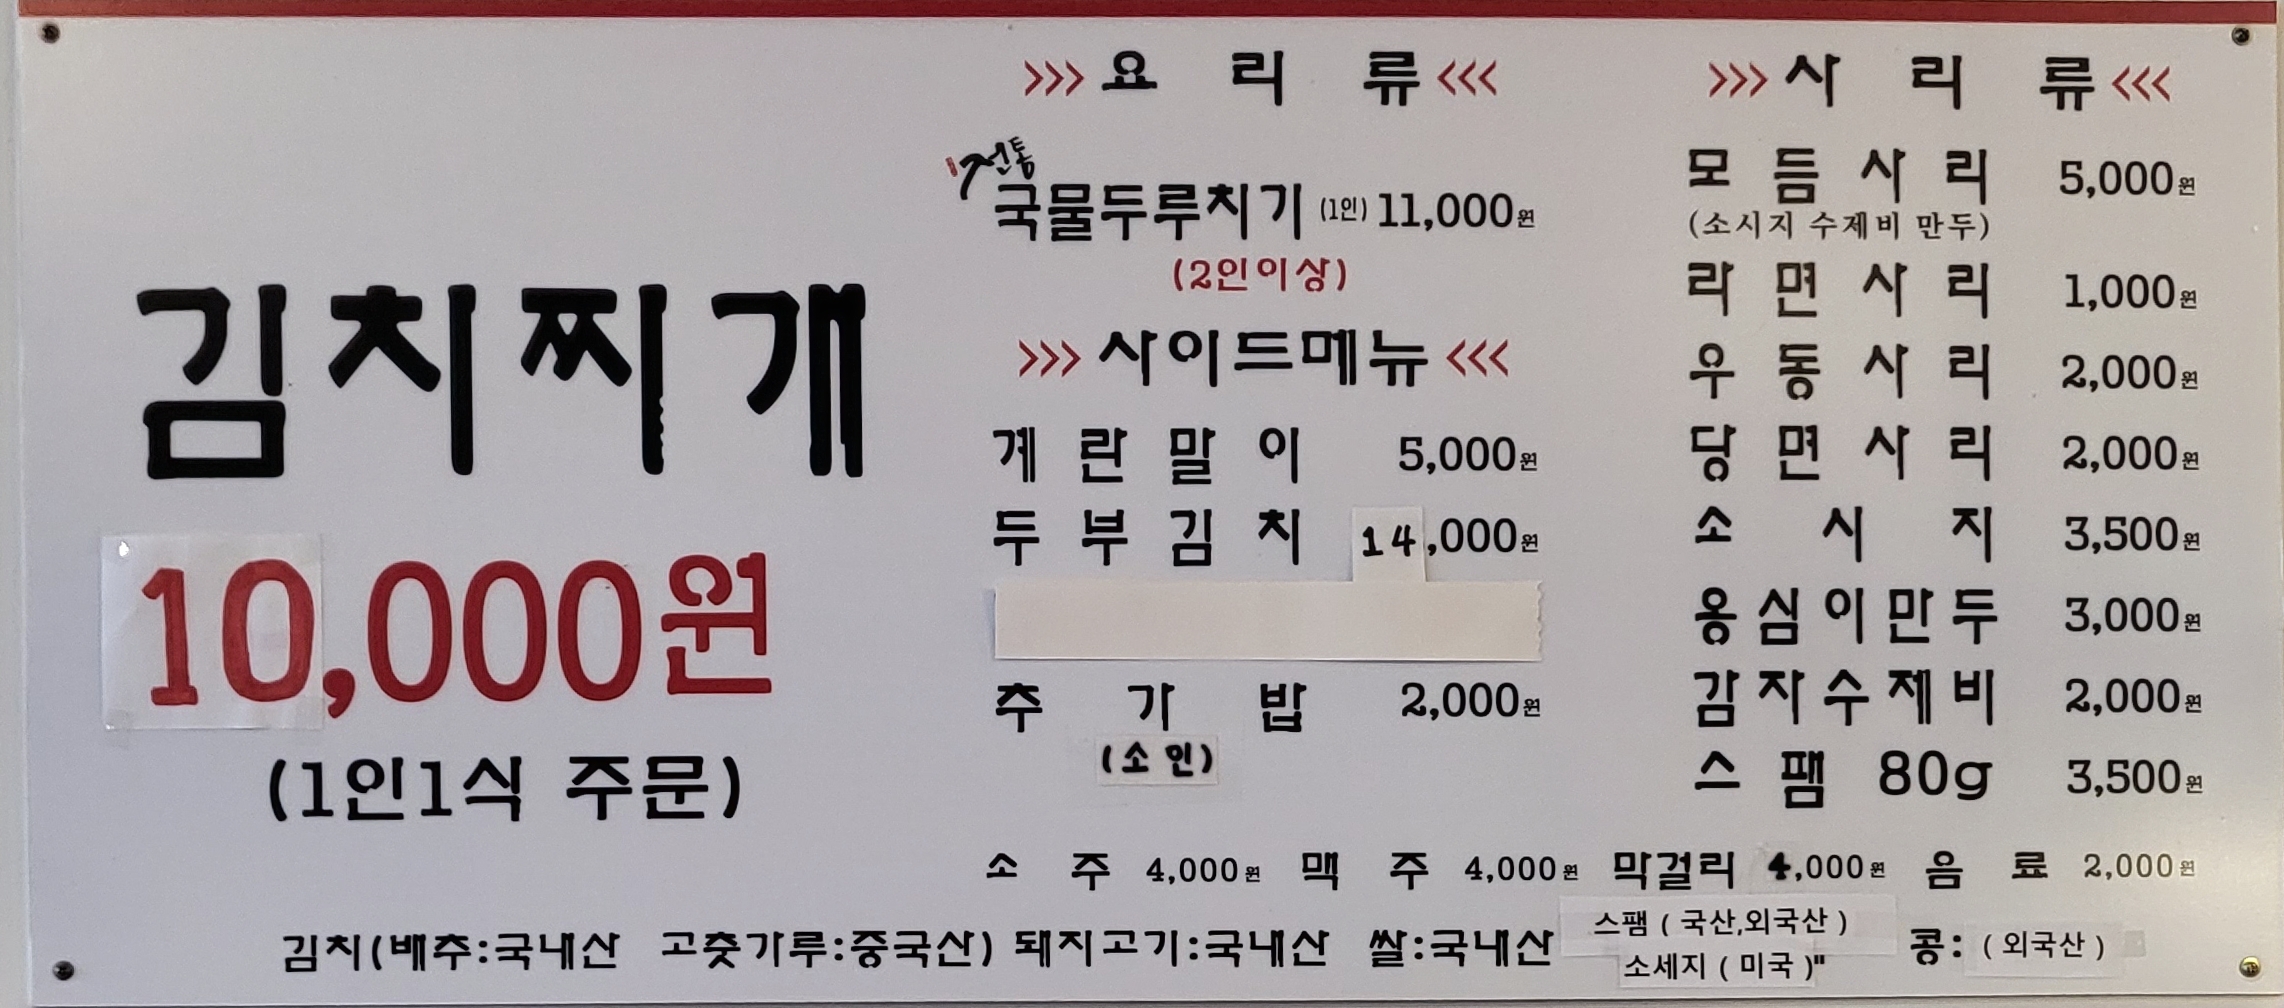 김치찌개
10,000원
(1인1식 주문)
>>> 요리류 <<<
전통
국물두루치기 (1인) 11,000원
(2인이상)
>>> 사이드메뉴 <<<
계란말이 5,000원
두부김치 14,000원
추가밥 2,000원
(소인)
>>> 사리류 <<<
모듬사리 5,000원
(소시지 수제비 만두)
라면사리 1,000원
우동사리 2,000원
당면사리 2,000원
소시지 3,500원
옹심이만두 3,000원
감자수제비 2,000원
스팸 80g 3,500원
소주 4,000원 맥주 4,000원 막걸리 4,000원 음료 2,000원
김치(배추:국내산 고춧가루:중국산) 돼지고기:국내산 쌀:국내산 스팸 ( 국산,외국산 ) 콩: ( 외국산 )
소세지 ( 미국 )"